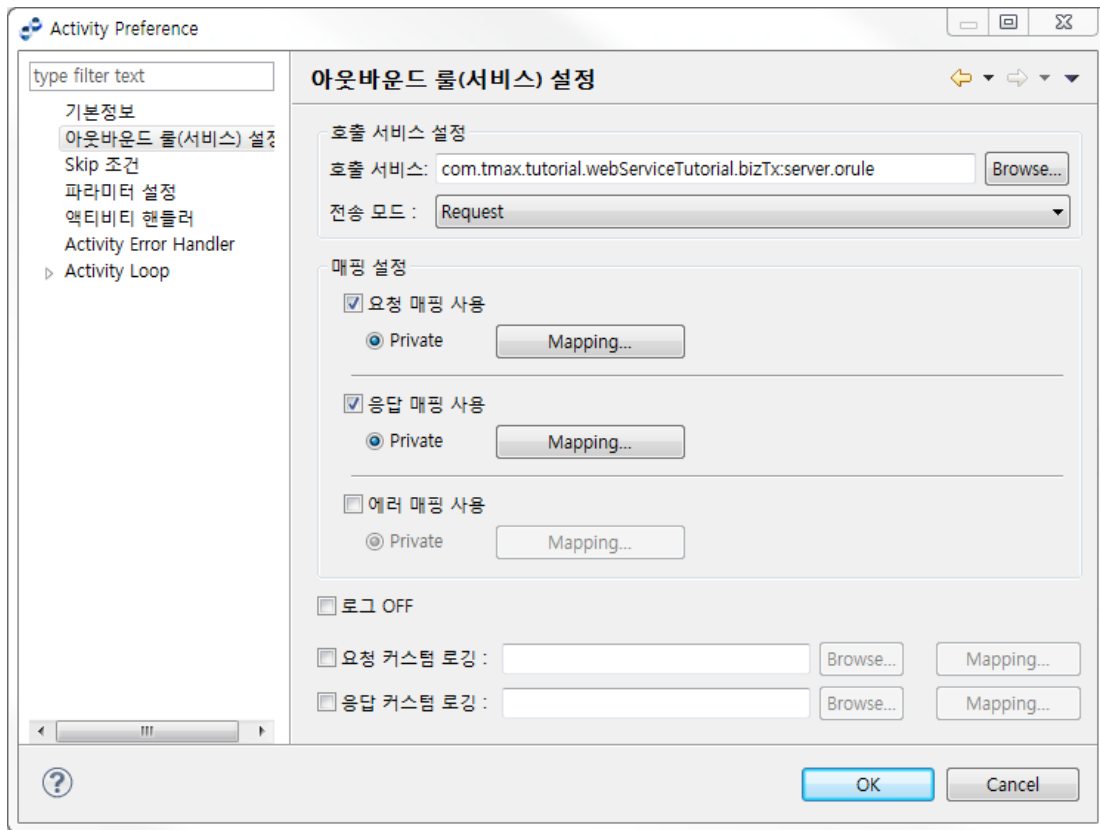 Activity Preference
type filter text
기본정보
아웃바운드 룰(서비스) 설정
Skip 조건
파라미터 설정
액티비티 핸들러
Activity Error Handler
Activity Loop
아웃바운드 룰(서비스) 설정
호출 서비스 설정
호출 서비스: com.tmax.tutorial.webServiceTutorial.bizTx:server.orule Browse...
전송 모드 : Request
매핑 설정
요청 매핑 사용
Private Mapping...
응답 매핑 사용
Private Mapping...
에러 매핑 사용
Private Mapping...
로그 OFF
요청 커스텀 로깅 : Browse... Mapping...
응답 커스텀 로깅 : Browse... Mapping...
OK Cancel